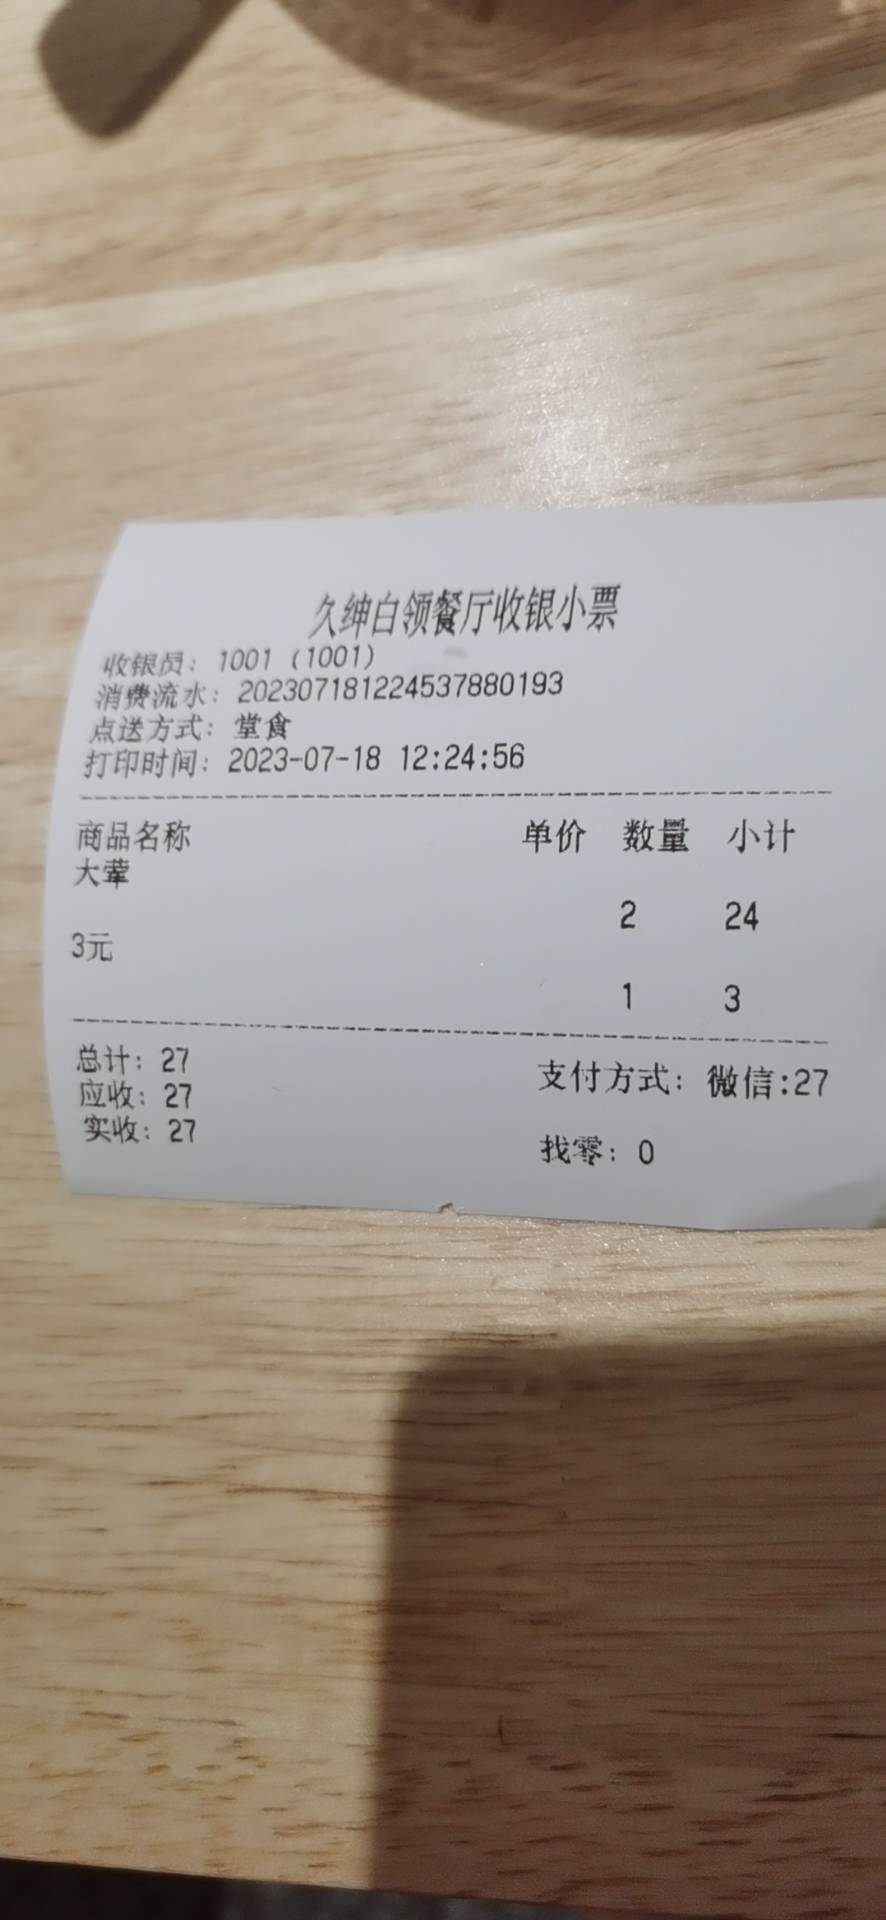 久绅白领餐厅收银小票
收银员：1001（1001）
消费流水：20230718122453788​0193
点送方式：堂食
打印时间：2023-07-18 12:24:56
商品名称 单价 数量 小计
大荤
2 24
3元
1 3
总计：27 支付方式：微信:27
应收：27
实收：27 找零：0